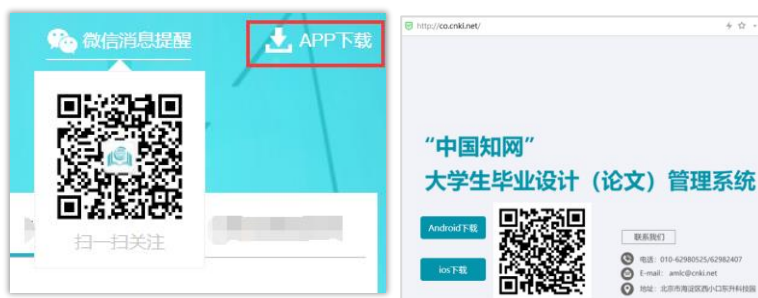 微信消息提醒
APP下载
扫一扫关注
http://co.cnki.net/
“中国知网”
大学生毕业设计（论文）管理系统
Android下载
ios下载
联系我们
电话：010-62980525/62982407
E-mail：amlc@cnki.net
地址：北京市海淀区西小口东升科技园